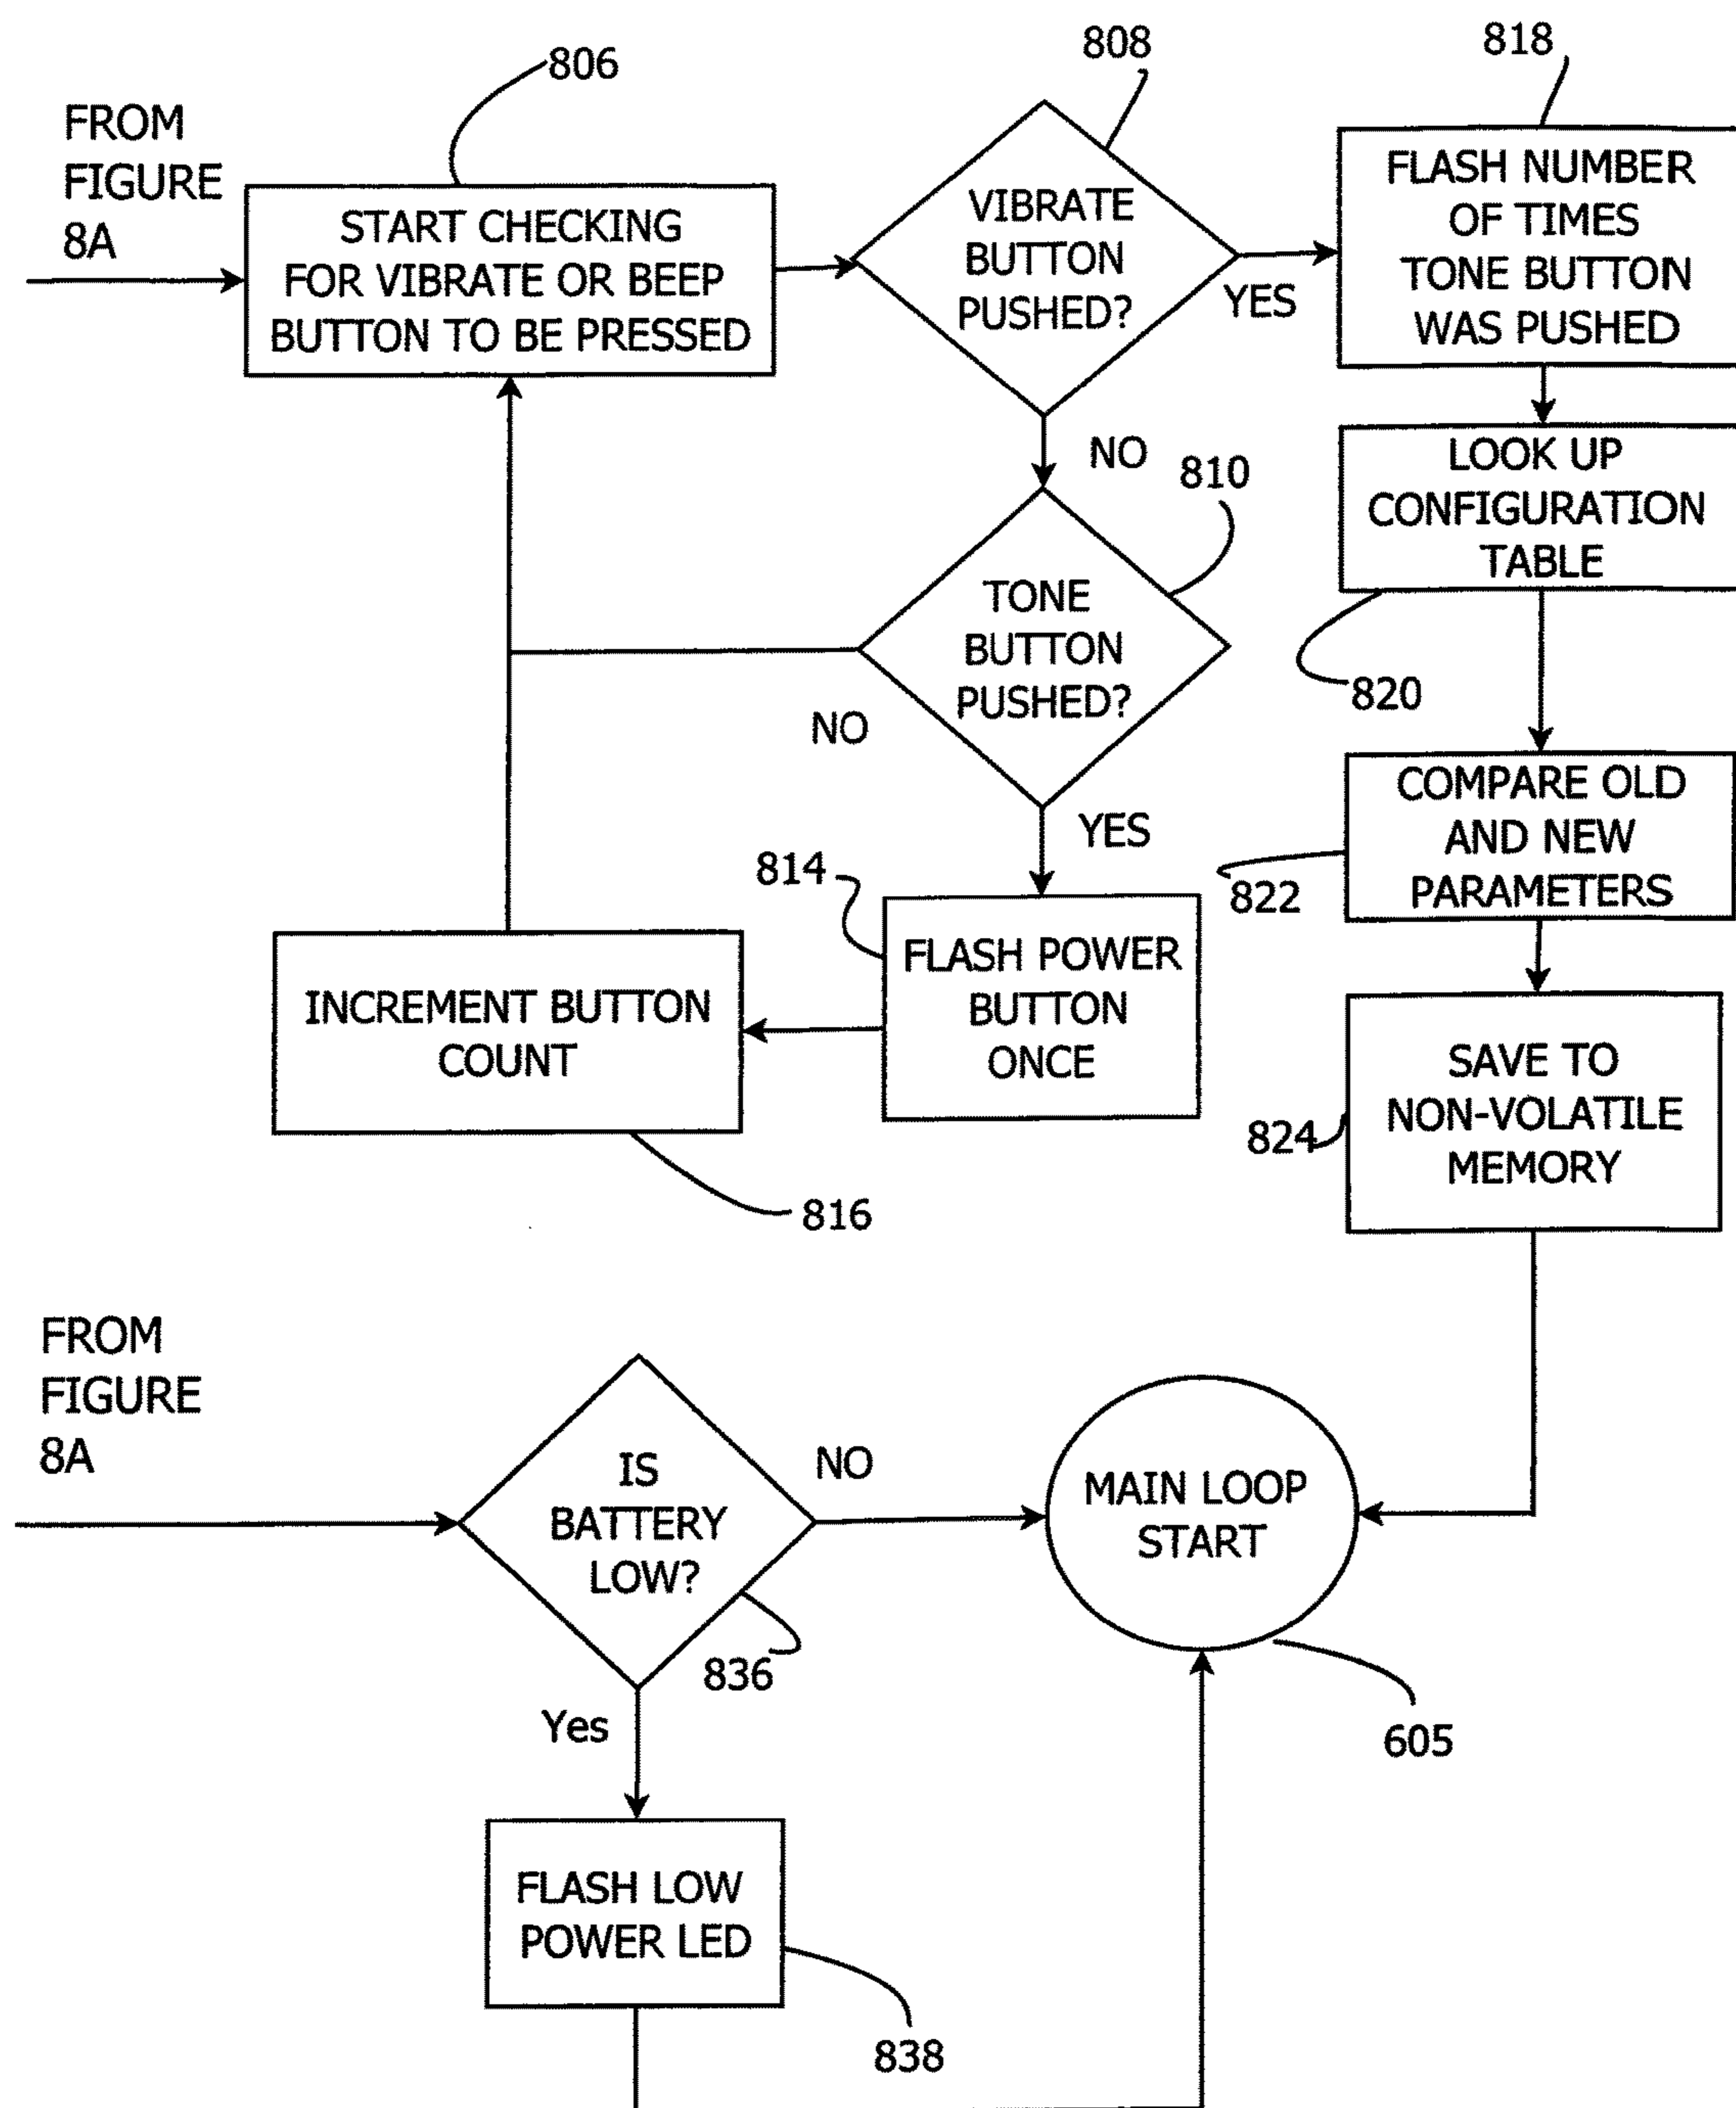 806
808
818
FROM
FIGURE
8A
START CHECKING
FOR VIBRATE OR BEEP
BUTTON TO BE PRESSED
VIBRATE
BUTTON
PUSHED?
YES
FLASH NUMBER
OF TIMES
TONE BUTTON
WAS PUSHED
NO
810
LOOK UP
CONFIGURATION
TABLE
820
TONE
BUTTON
PUSHED?
NO
YES
COMPARE OLD
AND NEW
PARAMETERS
822
814
FLASH POWER
BUTTON
ONCE
INCREMENT BUTTON
COUNT
816
SAVE TO
NON-VOLATILE
MEMORY
824
FROM
FIGURE
8A
IS
BATTERY
LOW?
NO
836
Yes
MAIN LOOP
START
605
FLASH LOW
POWER LED
838